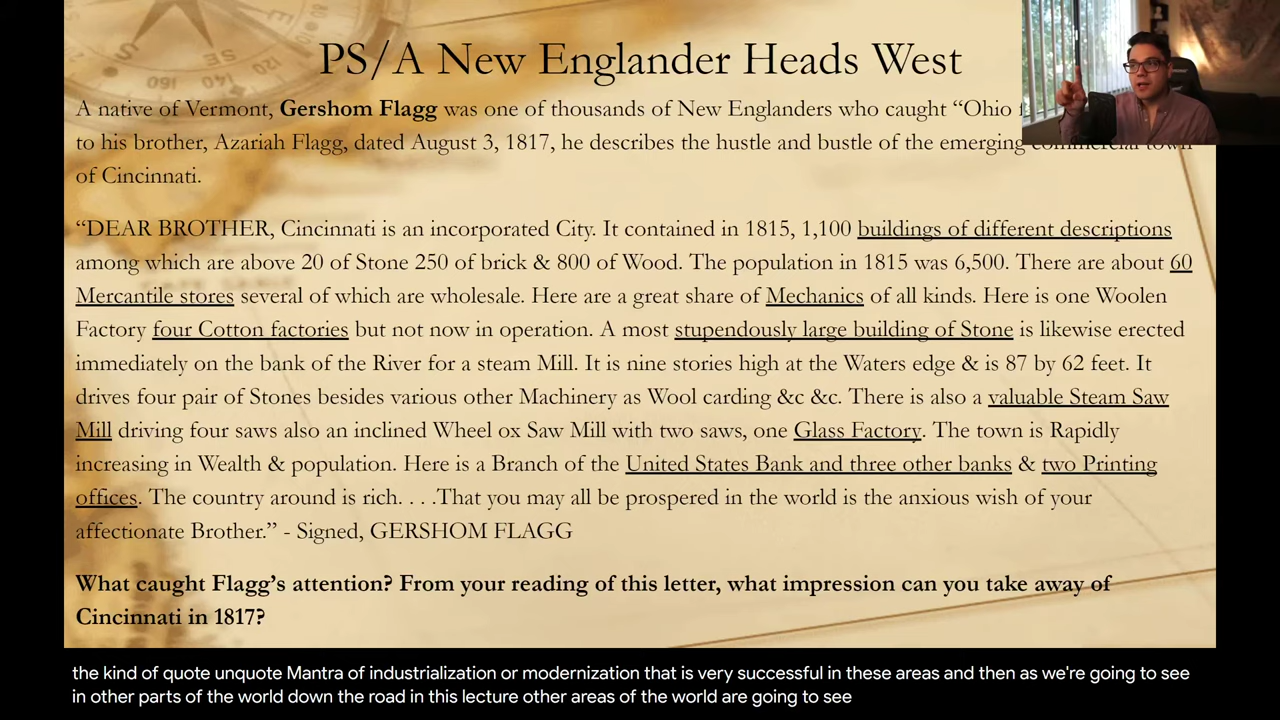 PS/A New Englander Heads West
A native of Vermont, Gershom Flagg was one of thousands of New Englanders who caught “Ohio
to his brother, Azariah Flagg, dated August 3, 1817, he describes the hustle and bustle of the emerging commercial town
of Cincinnati.
“DEAR BROTHER, Cincinnati is an incorporated City. It contained in 1815, 1,100 buildings of different descriptions
among which are above 20 of Stone 250 of brick & 800 of Wood. The population in 1815 was 6,500. There are about 60
Mercantile stores several of which are wholesale. Here are a great share of Mechanics of all kinds. Here is one Woolen
Factory four Cotton factories but not now in operation. A most stupendously large building of Stone is likewise erected
immediately on the bank of the River for a steam Mill. It is nine stories high at the Waters edge & is 87 by 62 feet. It
drives four pair of Stones besides various other Machinery as Wool carding &c &c. There is also a valuable Steam Saw
Mill driving four saws also an inclined Wheel ox Saw Mill with two saws, one Glass Factory. The town is Rapidly
increasing in Wealth & population. Here is a Branch of the United States Bank and three other banks & two Printing
offices. The country around is rich. . . .That you may all be prospered in the world is the anxious wish of your
affectionate Brother.” - Signed, GERSHOM FLAGG
What caught Flagg’s attention? From your reading of this letter, what impression can you take away of
Cincinnati in 1817?
the kind of quote unquote Mantra of industrialization or modernization that is very successful in these areas and then as we're going to see
in other parts of the world down the road in this lecture other areas of the world are going to see